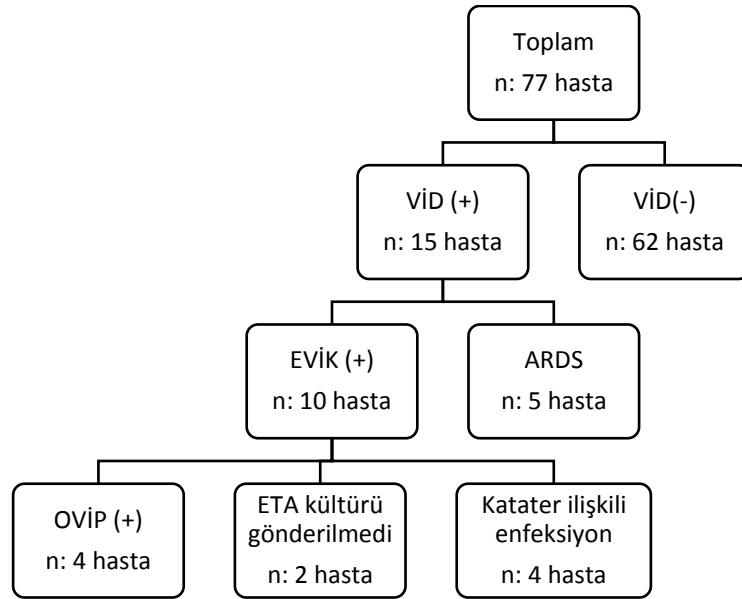 Toplam
n: 77 hasta
VİD (+)
n: 15 hasta
VİD(-)
n: 62 hasta
EVİK (+)
n: 10 hasta
ARDS
n: 5 hasta
OVİP (+)
n: 4 hasta
ETA kültürü
gönderilmedi
n: 2 hasta
Katater ilişkili
enfeksiyon
n: 4 hasta